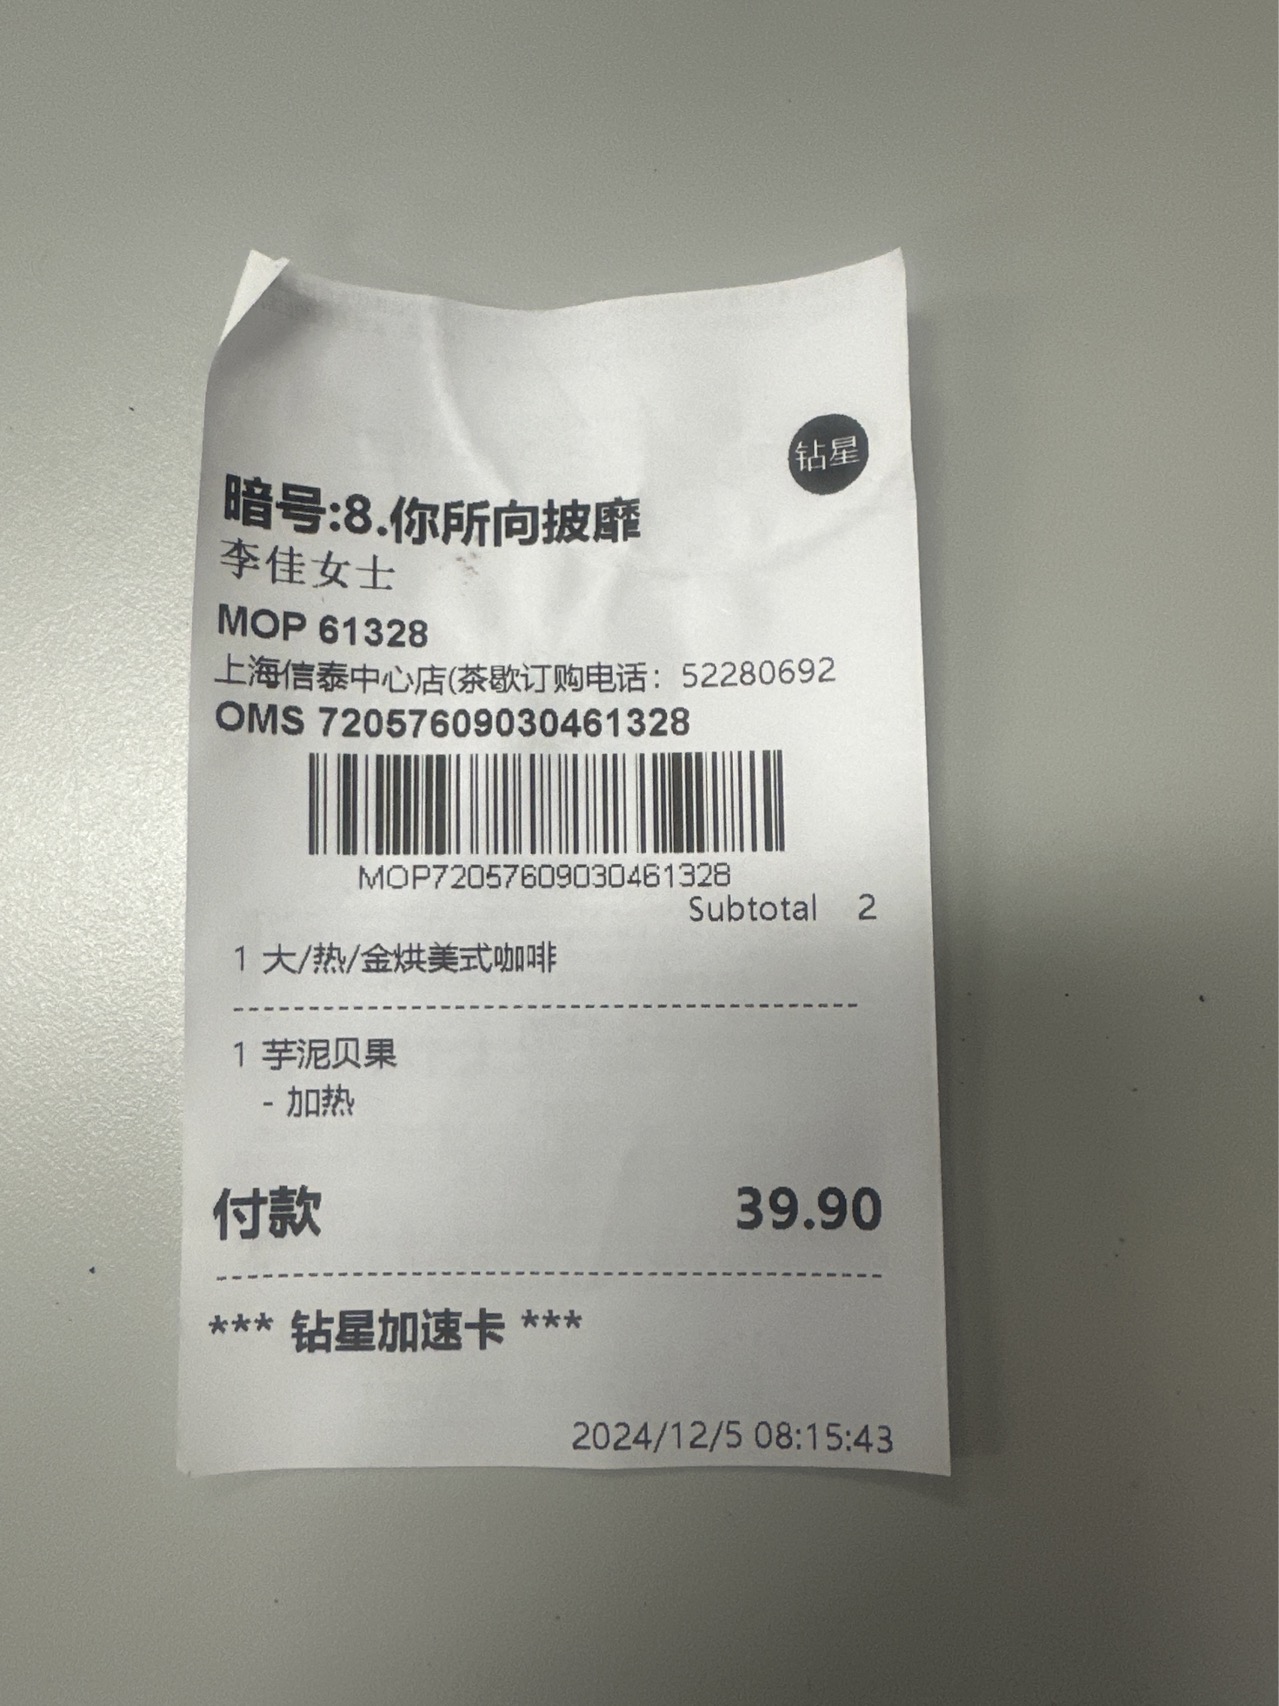 钻星
暗号:8.你所向披靡
李佳女士
MOP 61328
上海信泰中心店(茶歇订购电话：52280692
OMS 72057609030461328
MOP72057609030461328
Subtotal 2
1 大/热/金烘美式咖啡
1 芋泥贝果
- 加热
付款 39.90
*** 钻星加速卡 ***
2024/12/5 08:15:43